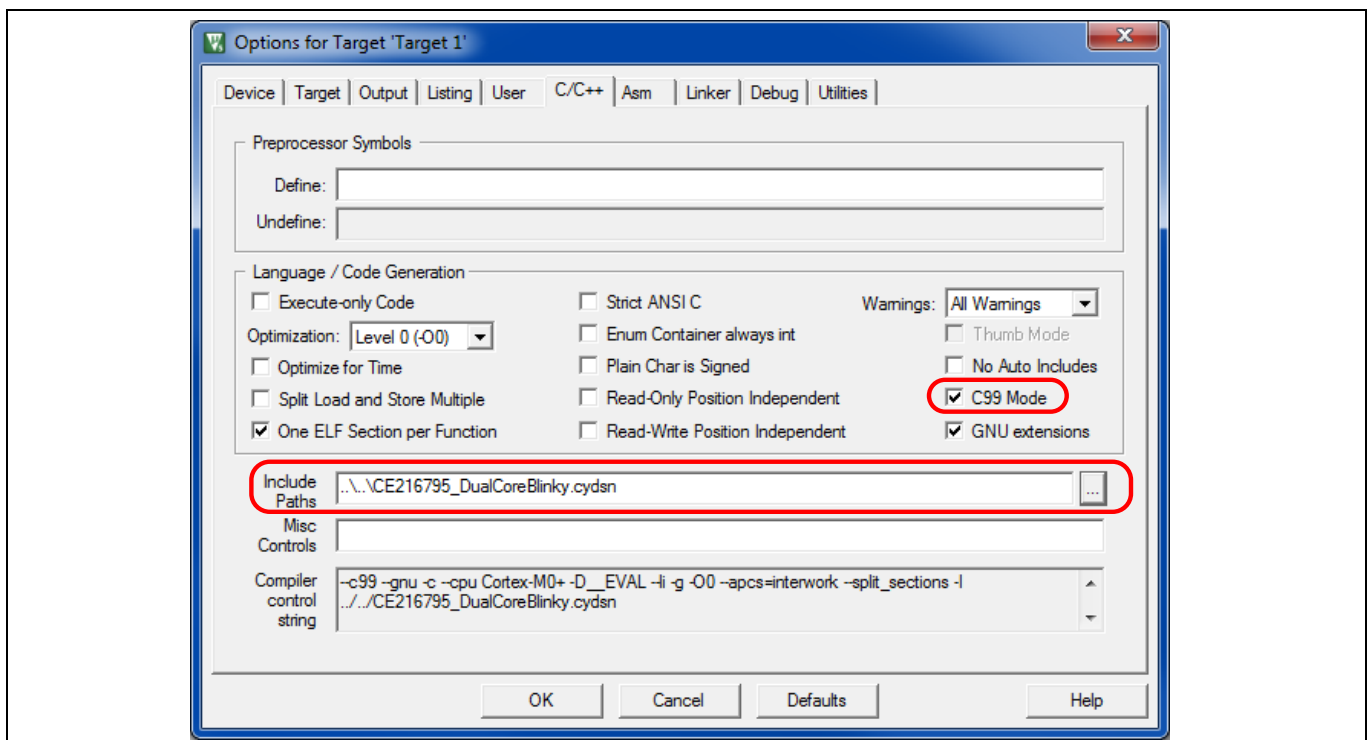 Options for Target 'Target 1'
Device Target Output Listing User C/C++ Asm Linker Debug Utilities
Preprocessor Symbols
Define:
Undefine:
Language / Code Generation
Execute-only Code Strict ANSI C Warnings: All Warnings
Optimization: Level 0 (-O0) Enum Container always int Thumb Mode
Optimize for Time Plain Char is Signed No Auto Includes
Split Load and Store Multiple Read-Only Position Independent C99 Mode
One ELF Section per Function Read-Write Position Independent GNU extensions
Include
Paths
..\..\CE216795_DualCoreBlinky.cydsn ...
Misc
Controls
Compiler
control
string
--c99 --gnu -c --cpu Cortex-M0+ -D__EVAL --li -g -O0 --apcs=interwork --split_sections -I
../../CE216795_DualCoreBlinky.cydsn
OK Cancel Defaults Help